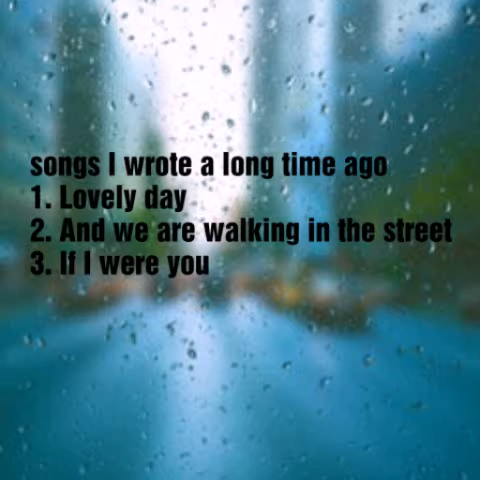 songs I wrote a long time ago
1. Lovely day
2. And we are walking in the street
3. If I were you